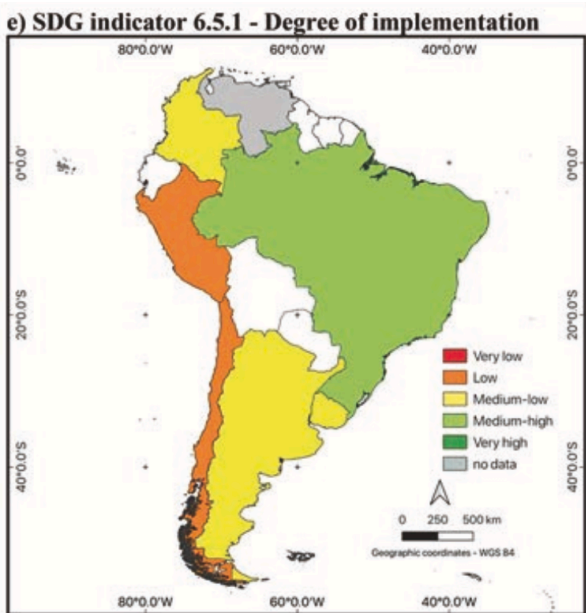 e) SDG indicator 6.5.1 - Degree of implementation
80°0.0'W 60°0.0'W 40°0.0'W
0°0.0'
0°0.0'
20°0.0'S
20°0.0'S
40°0.0'S
40°0.0'S
Very low
Low
Medium-low
Medium-high
Very high
no data
0 250 500 km
Geographic coordinates - WGS 84
80°0.0'W 60°0.0'W 40°0.0'W